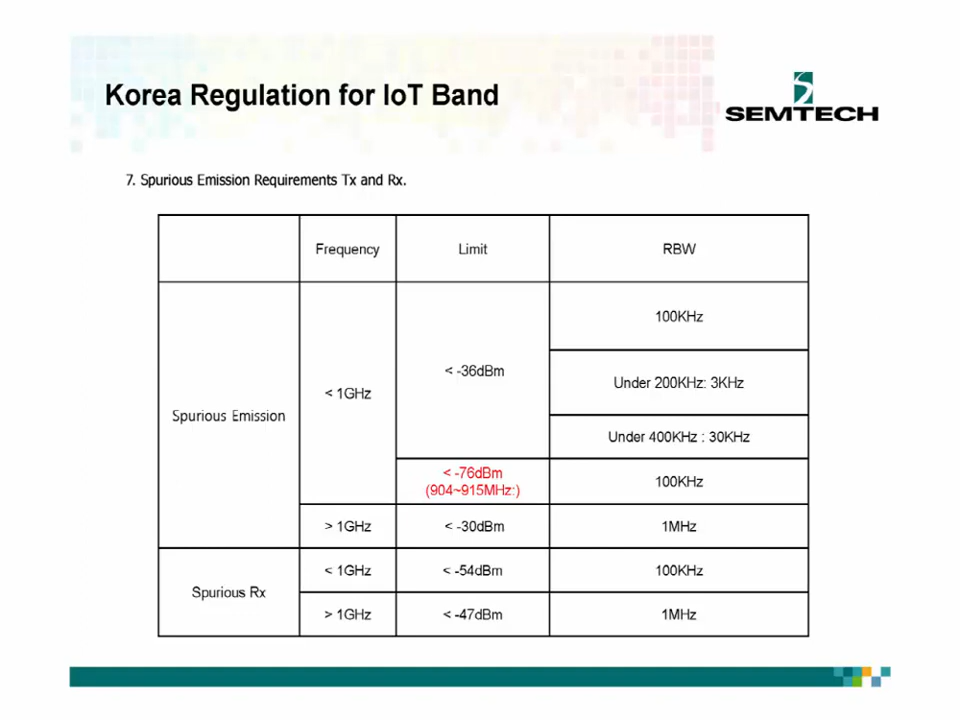 Korea Regulation for IoT Band
SEMTECH
7. Spurious Emission Requirements Tx and Rx.
Frequency
Limit
RBW
Spurious Emission
< 1GHz
< -36dBm
100KHz
Under 200KHz: 3KHz
Under 400KHz : 30KHz
< -76dBm
(904~915MHz:)
100KHz
> 1GHz
< -30dBm
1MHz
Spurious Rx
< 1GHz
< -54dBm
100KHz
> 1GHz
< -47dBm
1MHz